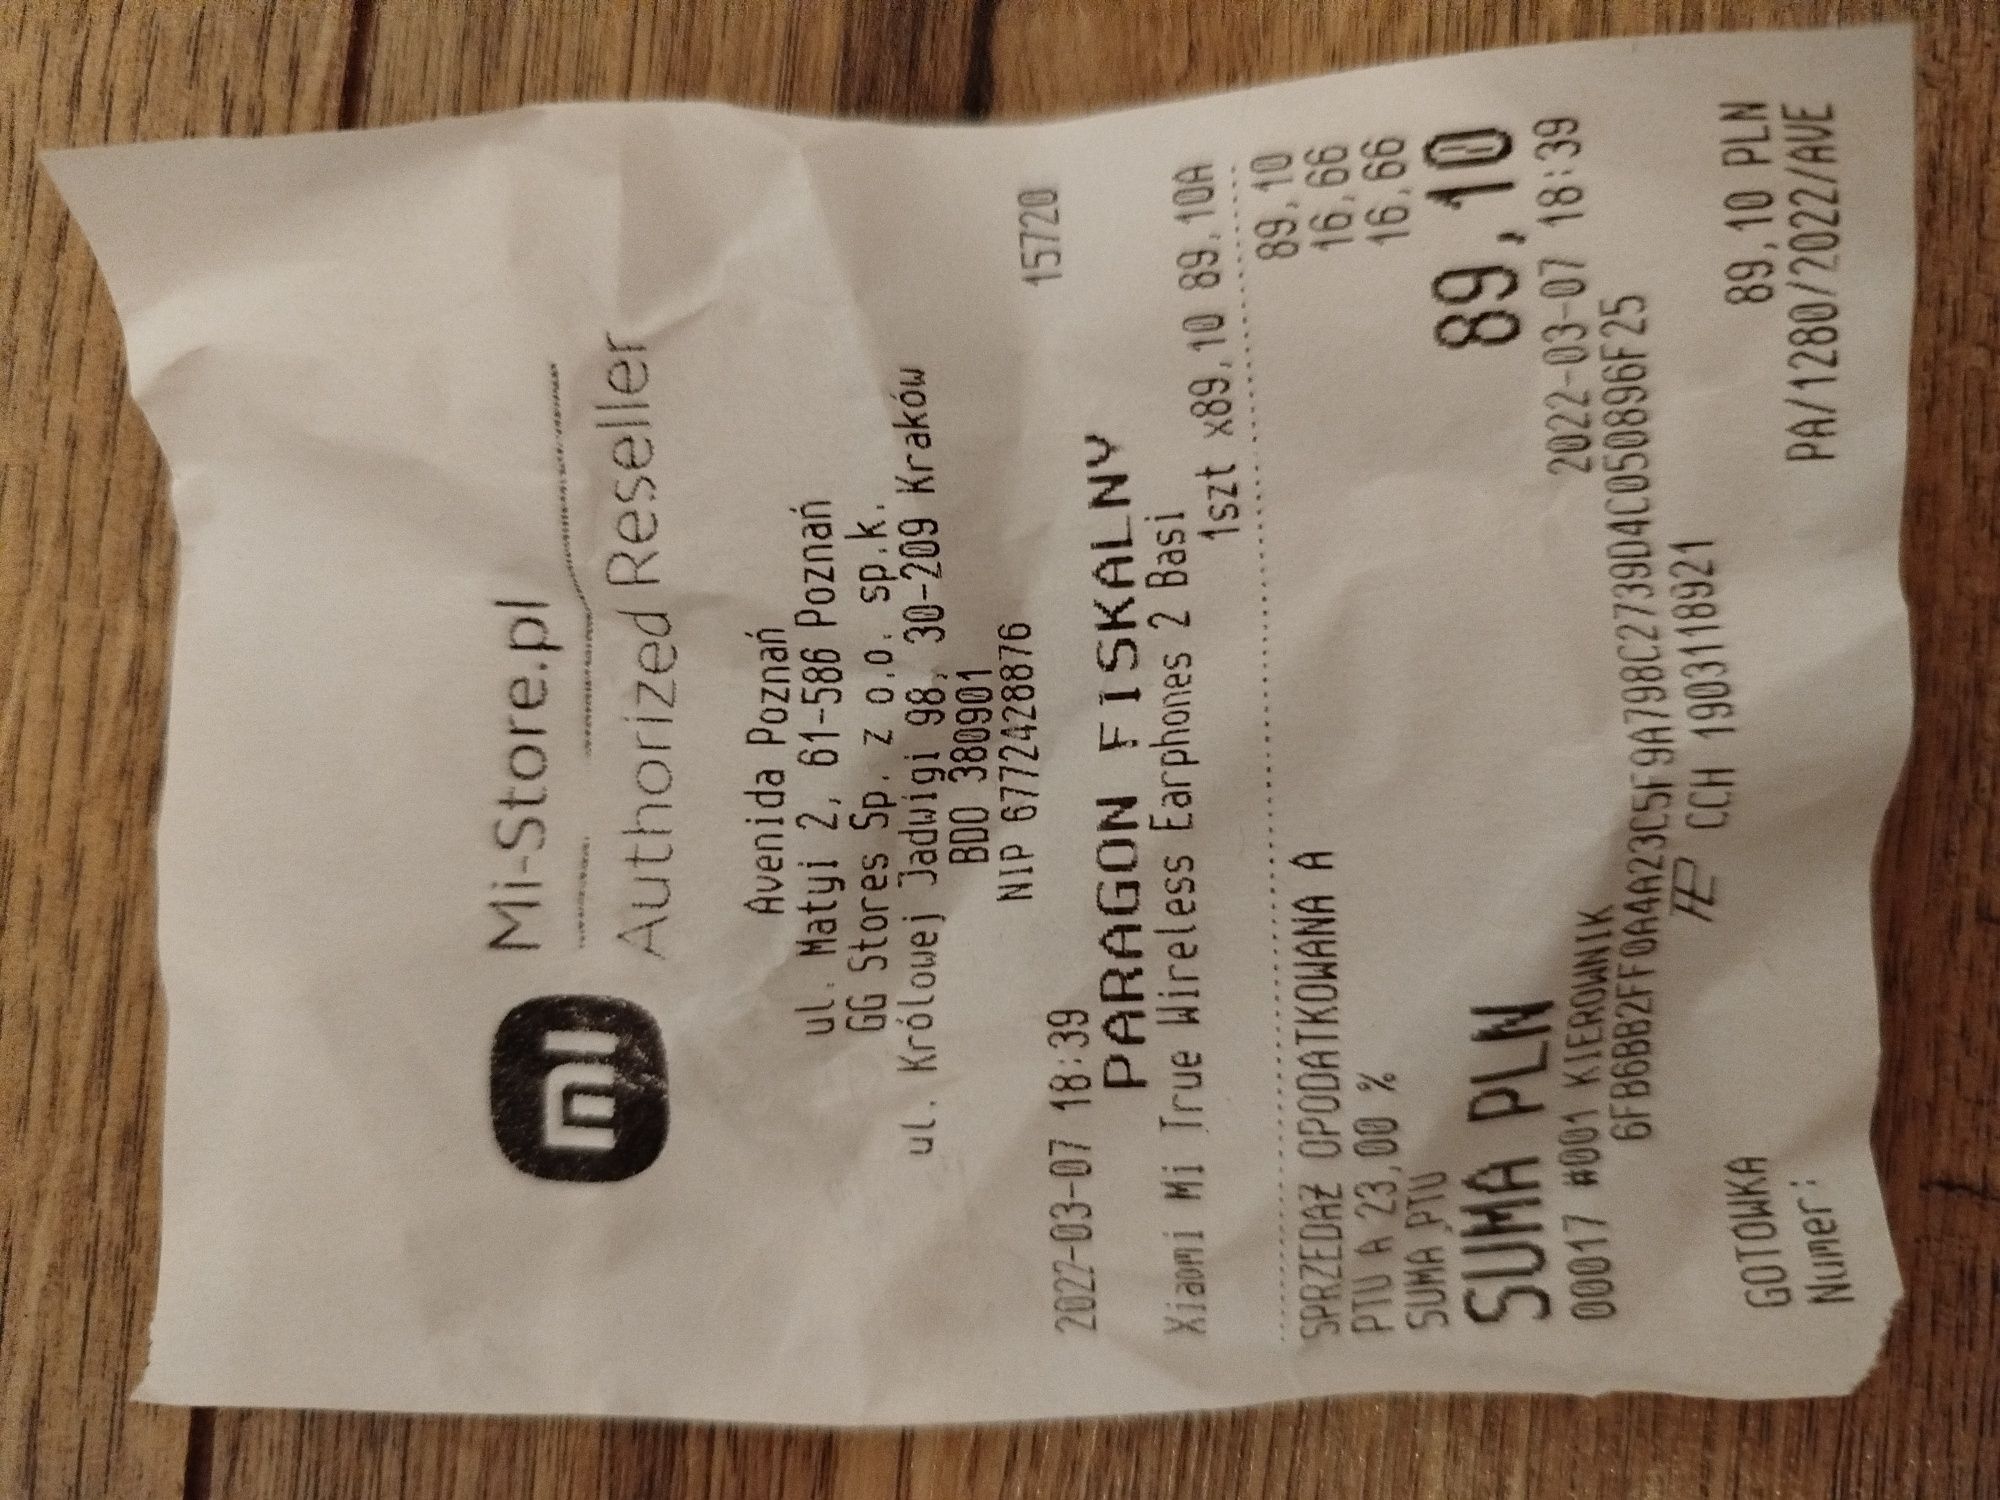 mi Mi-Store.pl
Authorized Reseller
Avenida Poznań
ul. Matyi 2, 61-586 Poznań
GG Stores Sp. z o.o. sp.k.
ul. Królowej Jadwigi 98, 30-209 Kraków
BDO 380901
NIP 6772428876
2022-03-07 18:39 15720
PARAGON FISKALNY
Xiaomi Mi True Wireless Earphones 2 Basi
1szt x89,10 89,10A
SPRZEDAŻ OPODATKOWANA A 89,10
PTU A 23,00 % 16,66
SUMA PTU 16,66
SUMA PLN 89,10
00017 #001 KIEROWNIK 2022-03-07 18:39
6FB6BB2FF0A4A23C5F9A798C2739D4C050896F25
CCH 1903118921
GOTÓWKA 89,10 PLN
Numer: PA/1280/2022/AVE